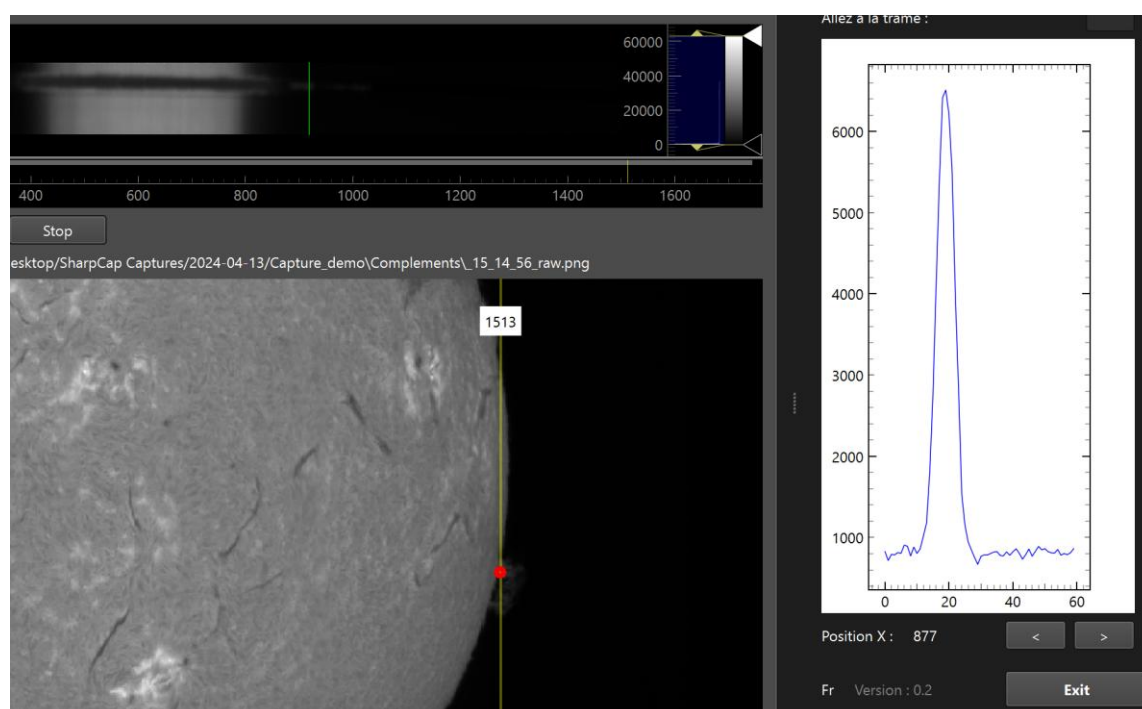 Allez à la trame :
60000
40000
20000
0
400 600 800 1000 1200 1400 1600
Stop
esktop/SharpCap Captures/2024-04-13/Capture_demo\Complements\_15_14_56_raw.png
1513
6000
5000
4000
3000
2000
1000
0 20 40 60
Position X : 877 < >
Fr Version : 0.2 Exit